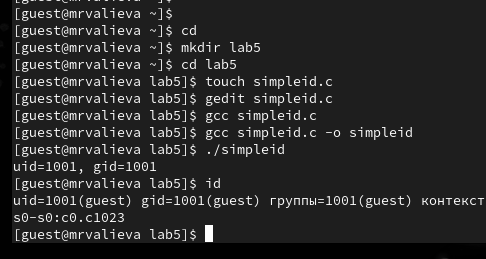 [guest@mrvalieva ~]$
[guest@mrvalieva ~]$
[guest@mrvalieva ~]$ cd
[guest@mrvalieva ~]$ mkdir lab5
[guest@mrvalieva ~]$ cd lab5
[guest@mrvalieva lab5]$ touch simpleid.c
[guest@mrvalieva lab5]$ gedit simpleid.c
[guest@mrvalieva lab5]$ gcc simpleid.c
[guest@mrvalieva lab5]$ gcc simpleid.c -o simpleid
[guest@mrvalieva lab5]$ ./simpleid
uid=1001, gid=1001
[guest@mrvalieva lab5]$ id
uid=1001(guest) gid=1001(guest) группы=1001(guest) контекст
s0-s0:c0.c1023
[guest@mrvalieva lab5]$